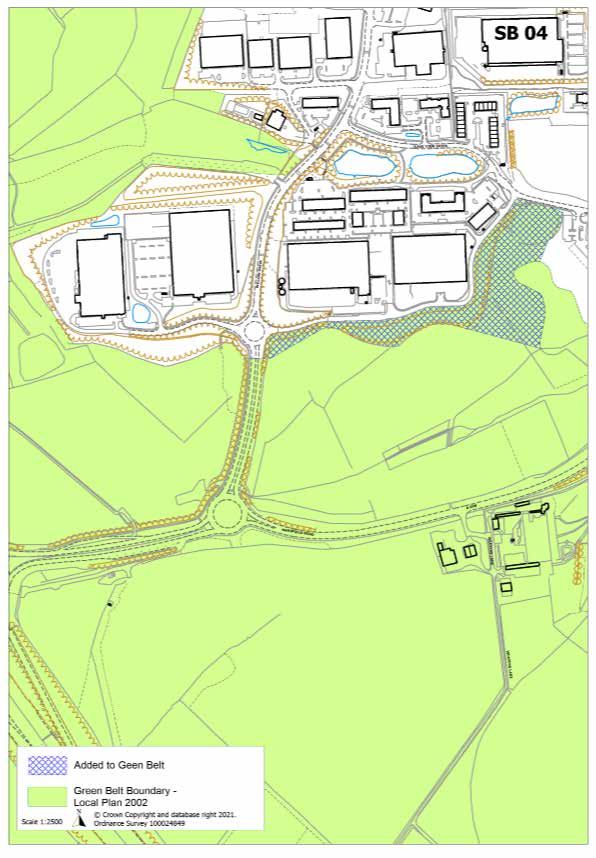 SB 04
Added to Geen Belt
Green Belt Boundary -
Local Plan 2002
N
© Crown Copyright and database right 2021.
Ordnance Survey 100024849
Scale 1:2500